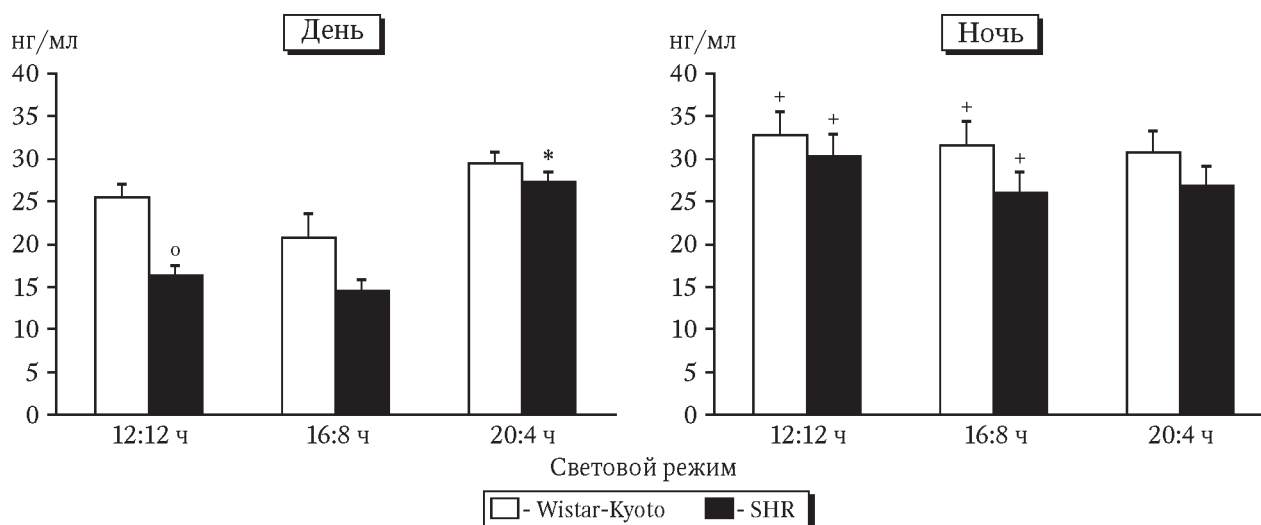 День
нг/мл
40
35
30
25
20
15
10
5
0
o
*
12:12 ч 16:8 ч 20:4 ч
Ночь
нг/мл
40
35
30
25
20
15
10
5
0
+ + + +
12:12 ч 16:8 ч 20:4 ч
Световой режим
- Wistar-Kyoto - SHR